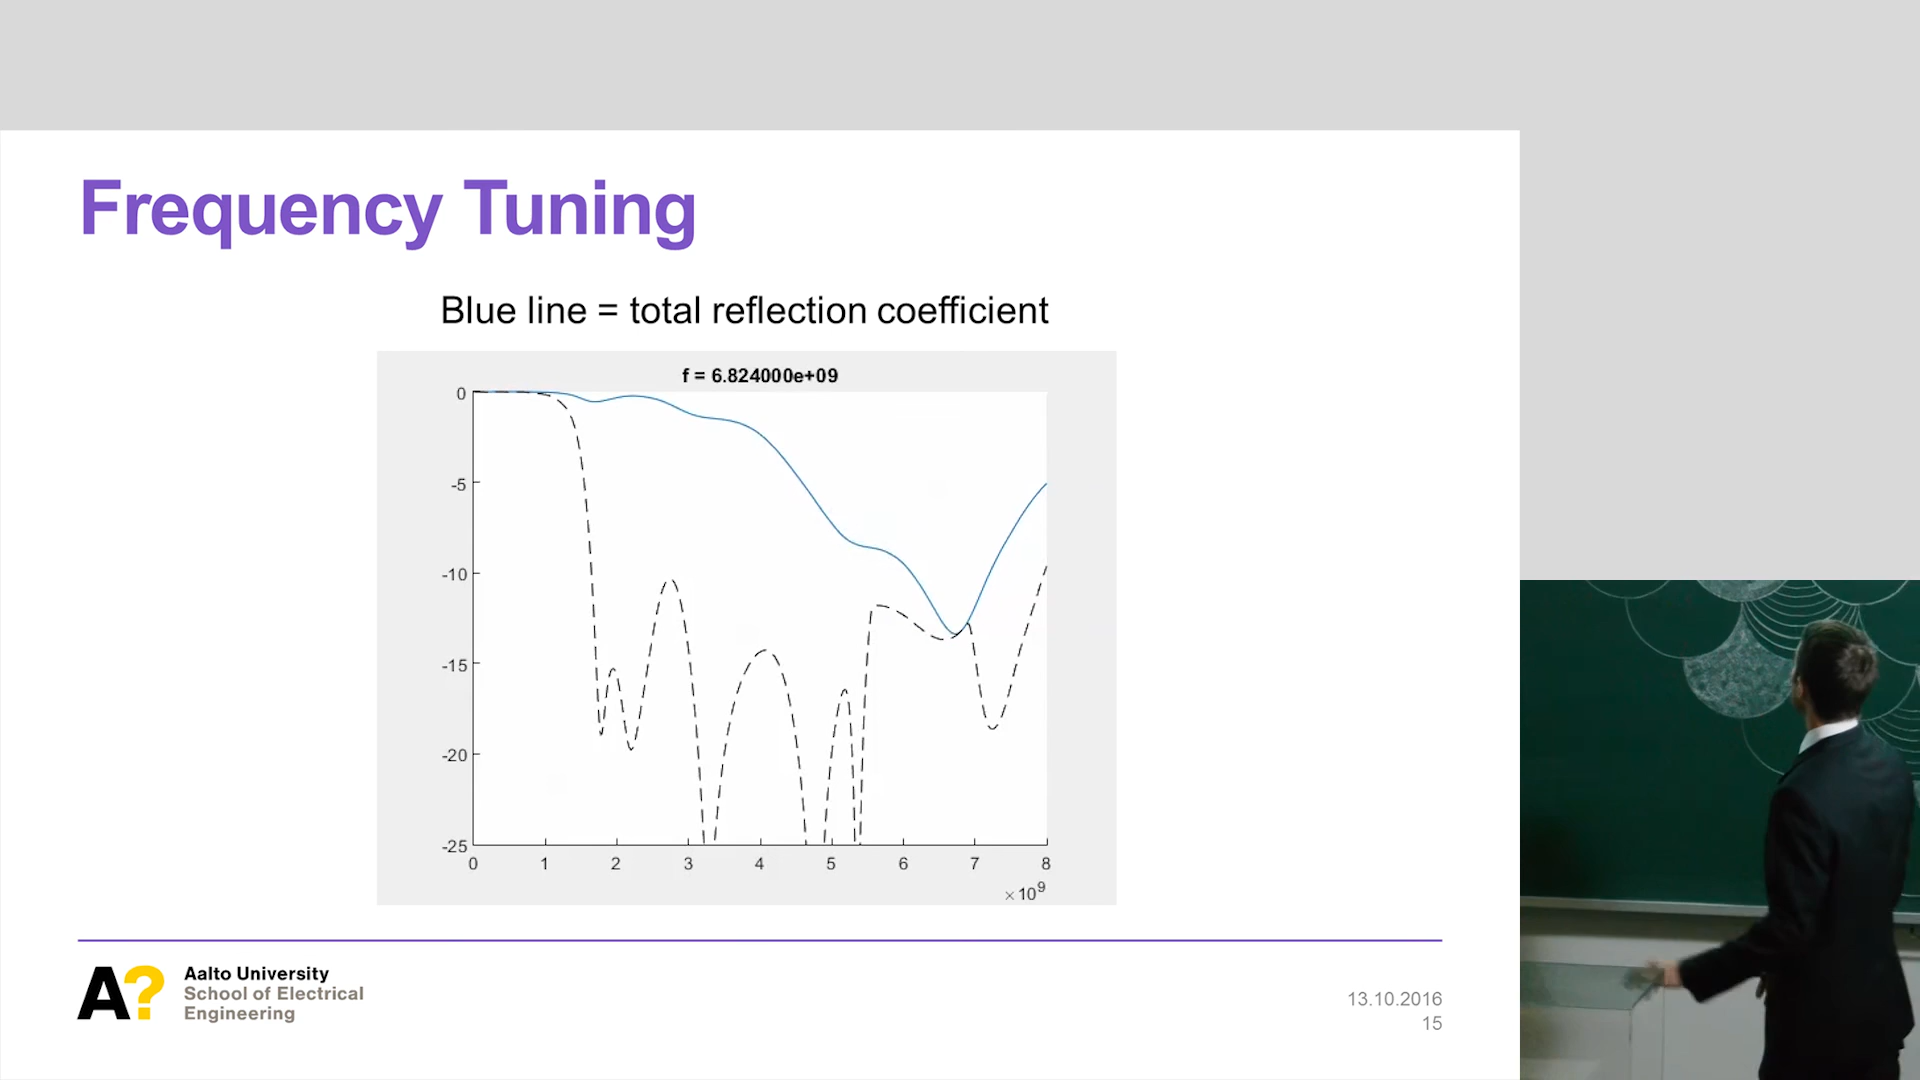 Frequency Tuning
Blue line = total reflection coefficient
f = 6.824000e+09
0
-5
-10
-15
-20
-25
0 1 2 3 4 5 6 7 8
×10⁹
A?
Aalto University
School of Electrical
Engineering
13.10.2016
15